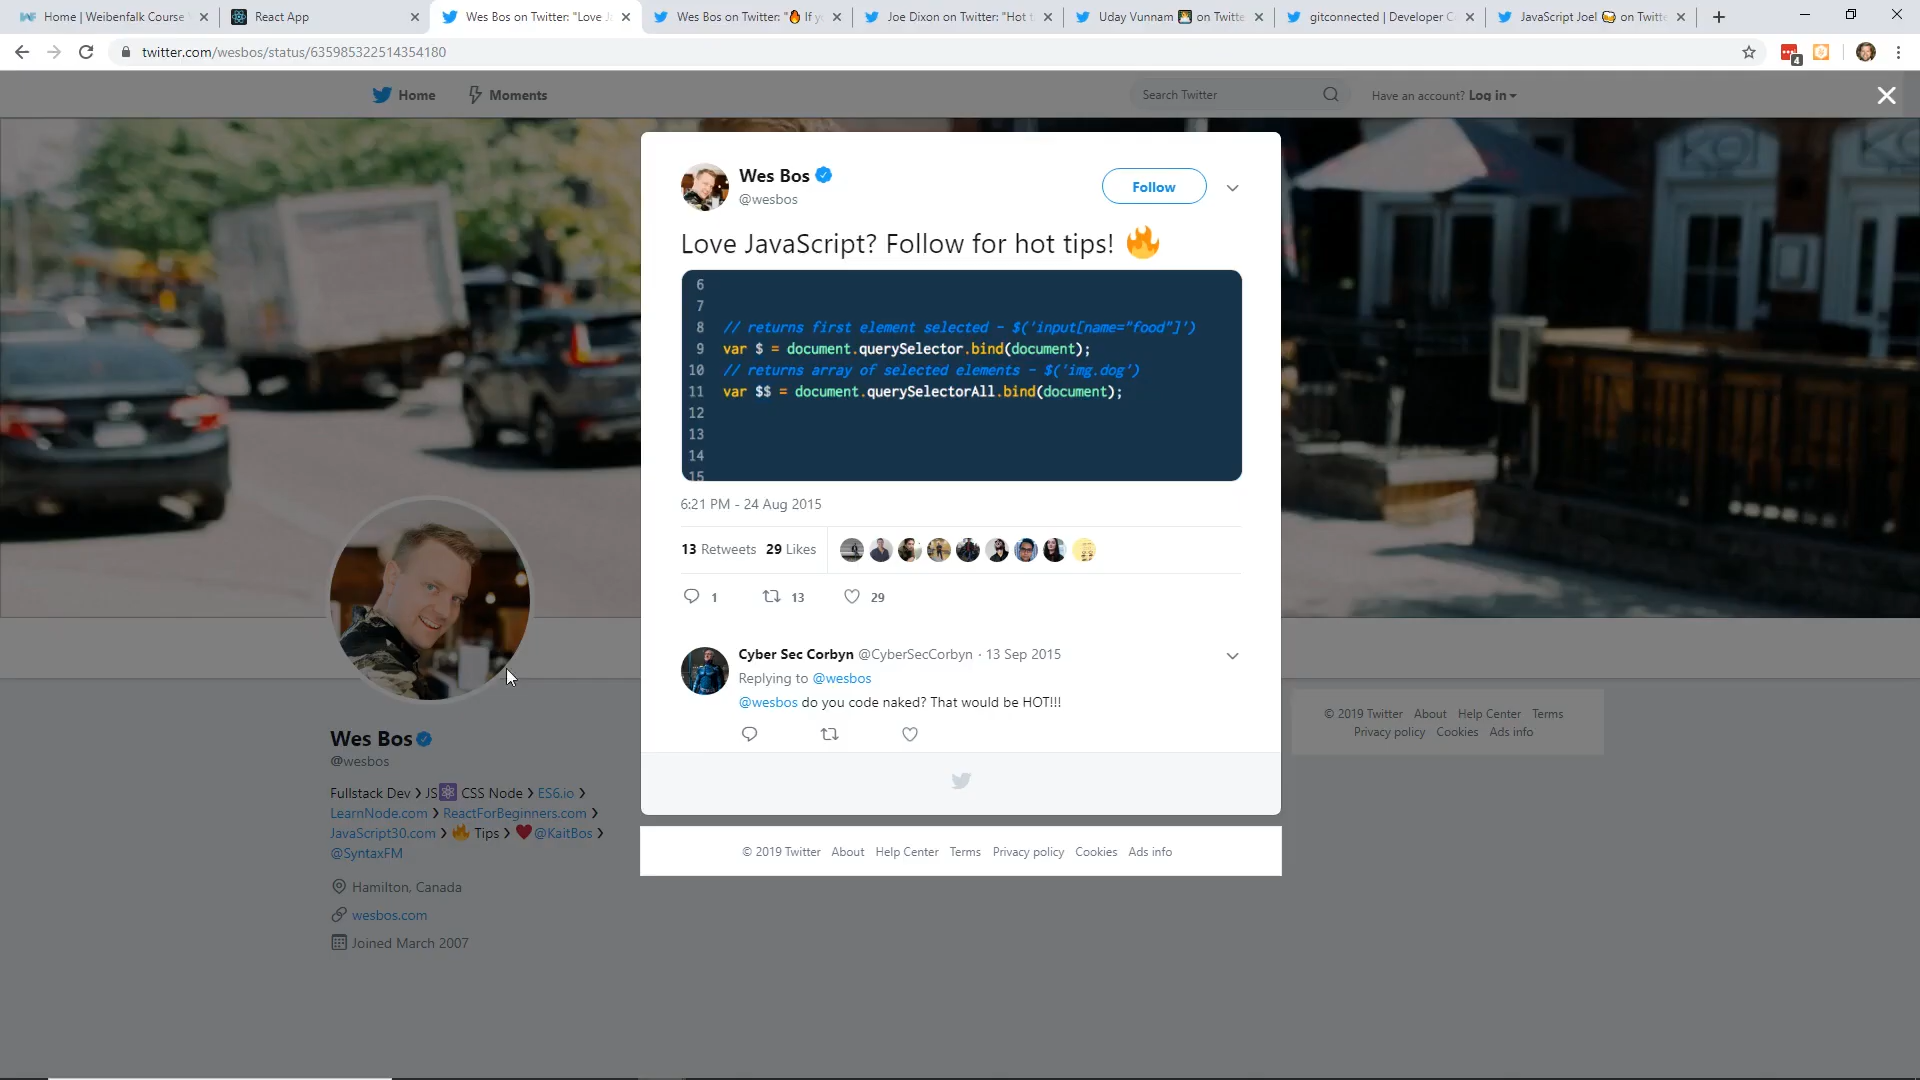 Home | Weibenfalk Course
React App
Wes Bos on Twitter: "Love J
Wes Bos on Twitter: "🔥 If y
Joe Dixon on Twitter: "Hot t
Uday Vunnam 👨‍💻 on Twitte
gitconnected | Developer C
JavaScript Joel 🍻 on Twitte
twitter.com/wesbos/status/635985322514354180
4
Home
Moments
Search Twitter
Have an account? Log in
Wes Bos
@wesbos
Follow
Love JavaScript? Follow for hot tips! 🔥
6
7
8 // returns first element selected - $('input[name="food"]')
9 var $ = document.querySelector.bind(document);
10 // returns array of selected elements - $('img.dog')
11 var $$ = document.querySelectorAll.bind(document);
12
13
14
15
6:21 PM - 24 Aug 2015
13 Retweets 29 Likes
1 13 29
Cyber Sec Corbyn @CyberSecCorbyn · 13 Sep 2015
Replying to @wesbos
@wesbos do you code naked? That would be HOT!!!
© 2019 Twitter About Help Center Terms Privacy policy Cookies Ads info
Wes Bos
@wesbos
Fullstack Dev ❯ JS⚛ CSS Node ❯ ES6.io ❯
LearnNode.com ❯ ReactForBeginners.com ❯
JavaScript30.com ❯ 🔥 Tips ❯ ❤@KaitBos ❯
@SyntaxFM
Hamilton, Canada
wesbos.com
Joined March 2007
© 2019 Twitter About Help Center Terms
Privacy policy Cookies Ads info